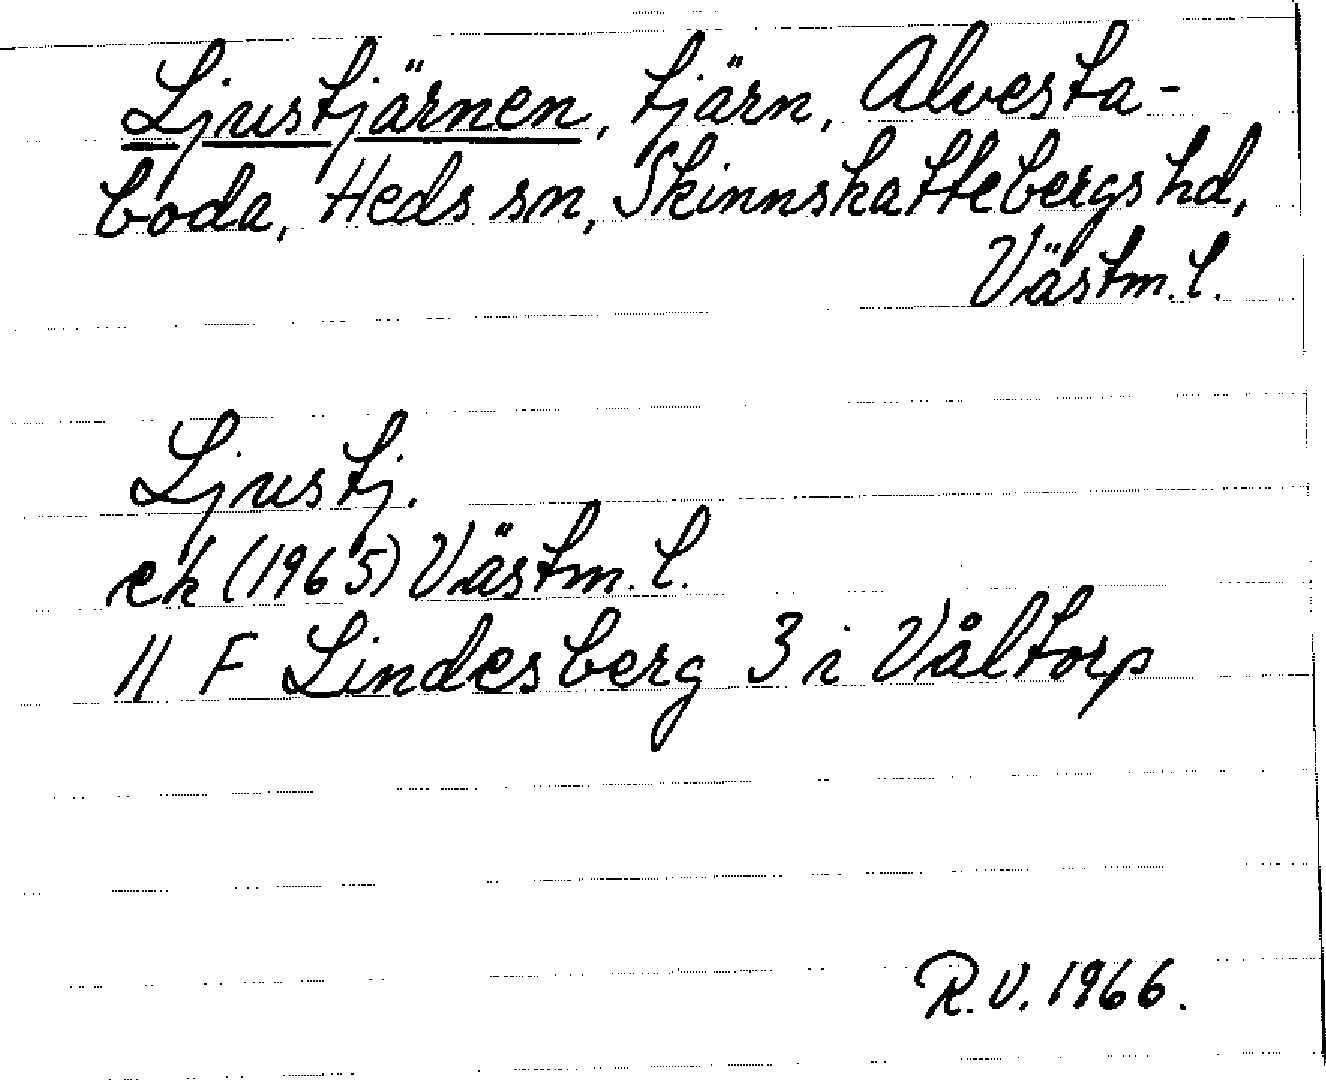 Ljustjärnen, tjärn, Alvesta-
boda, Heds sn, Skinnskattebergs hd,
Västm. l.
Ljustj.
ek (1965) Västm. l.
11 F Lindesberg 3 i Våltorp
R.V. 1966.